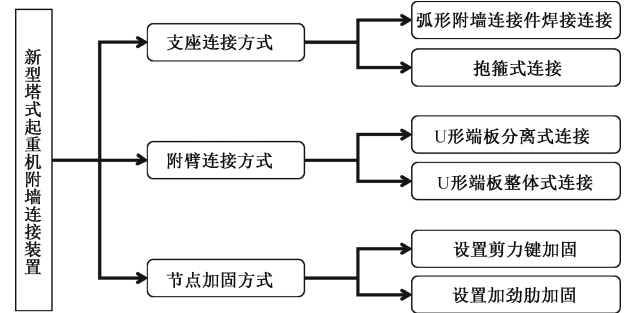 新型塔式起重机附墙连接装置
支座连接方式
弧形附墙连接件焊接连接
抱箍式连接
附臂连接方式
U形端板分离式连接
U形端板整体式连接
节点加固方式
设置剪力键加固
设置加劲肋加固